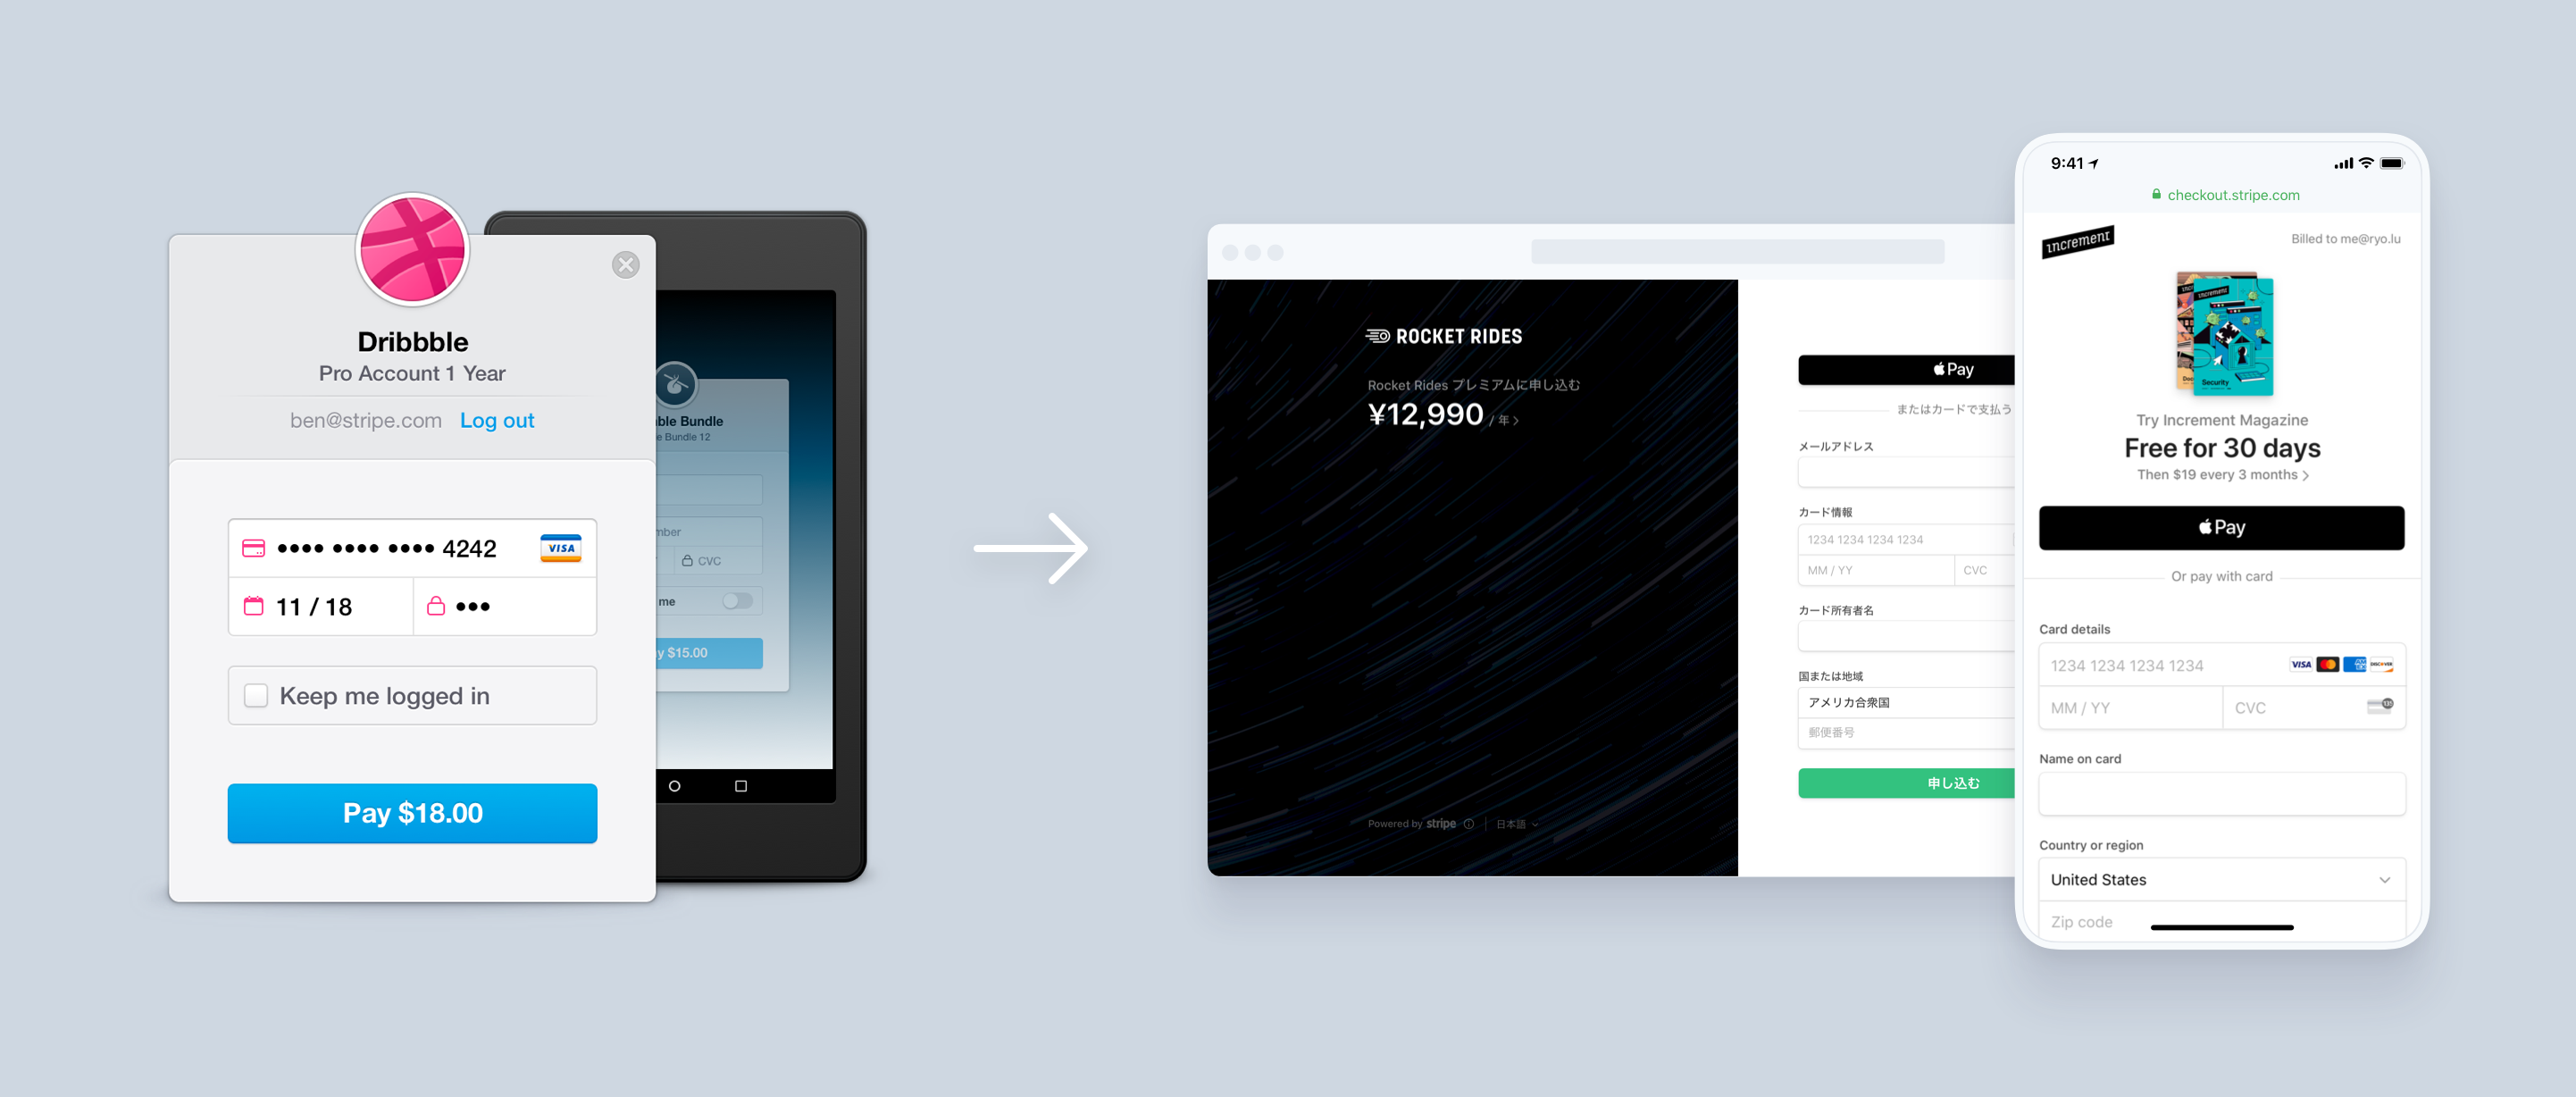 Dribbble
Pro Account 1 Year
ben@stripe.com Log out
•••• •••• •••• 4242 VISA
11 / 18 •••
Keep me logged in
Pay $18.00
ble Bundle
e Bundle 12
mber
CVC
me
y $15.00
ROCKET RIDES
Rocket Rides プレミアムに申し込む
¥12,990 / 年
Powered by stripe 日本語
Pay
またはカードで支払う
メールアドレス
カード情報
1234 1234 1234 1234
MM / YY CVC
カード所有者名
国または地域
アメリカ合衆国
郵便番号
申し込む
9:41
checkout.stripe.com
increment Billed to me@ryo.lu
increment
Security
Try Increment Magazine
Free for 30 days
Then $19 every 3 months
Pay
Or pay with card
Card details
1234 1234 1234 1234 VISA DISCOVER
MM / YY CVC
Name on card
Country or region
United States
Zip code